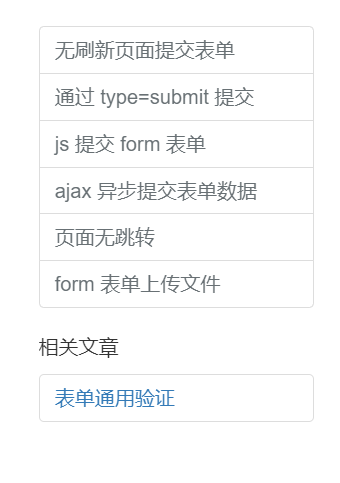 无刷新页面提交表单
通过 type=submit 提交
js 提交 form 表单
ajax 异步提交表单数据
页面无跳转
form 表单上传文件
相关文章
表单通用验证